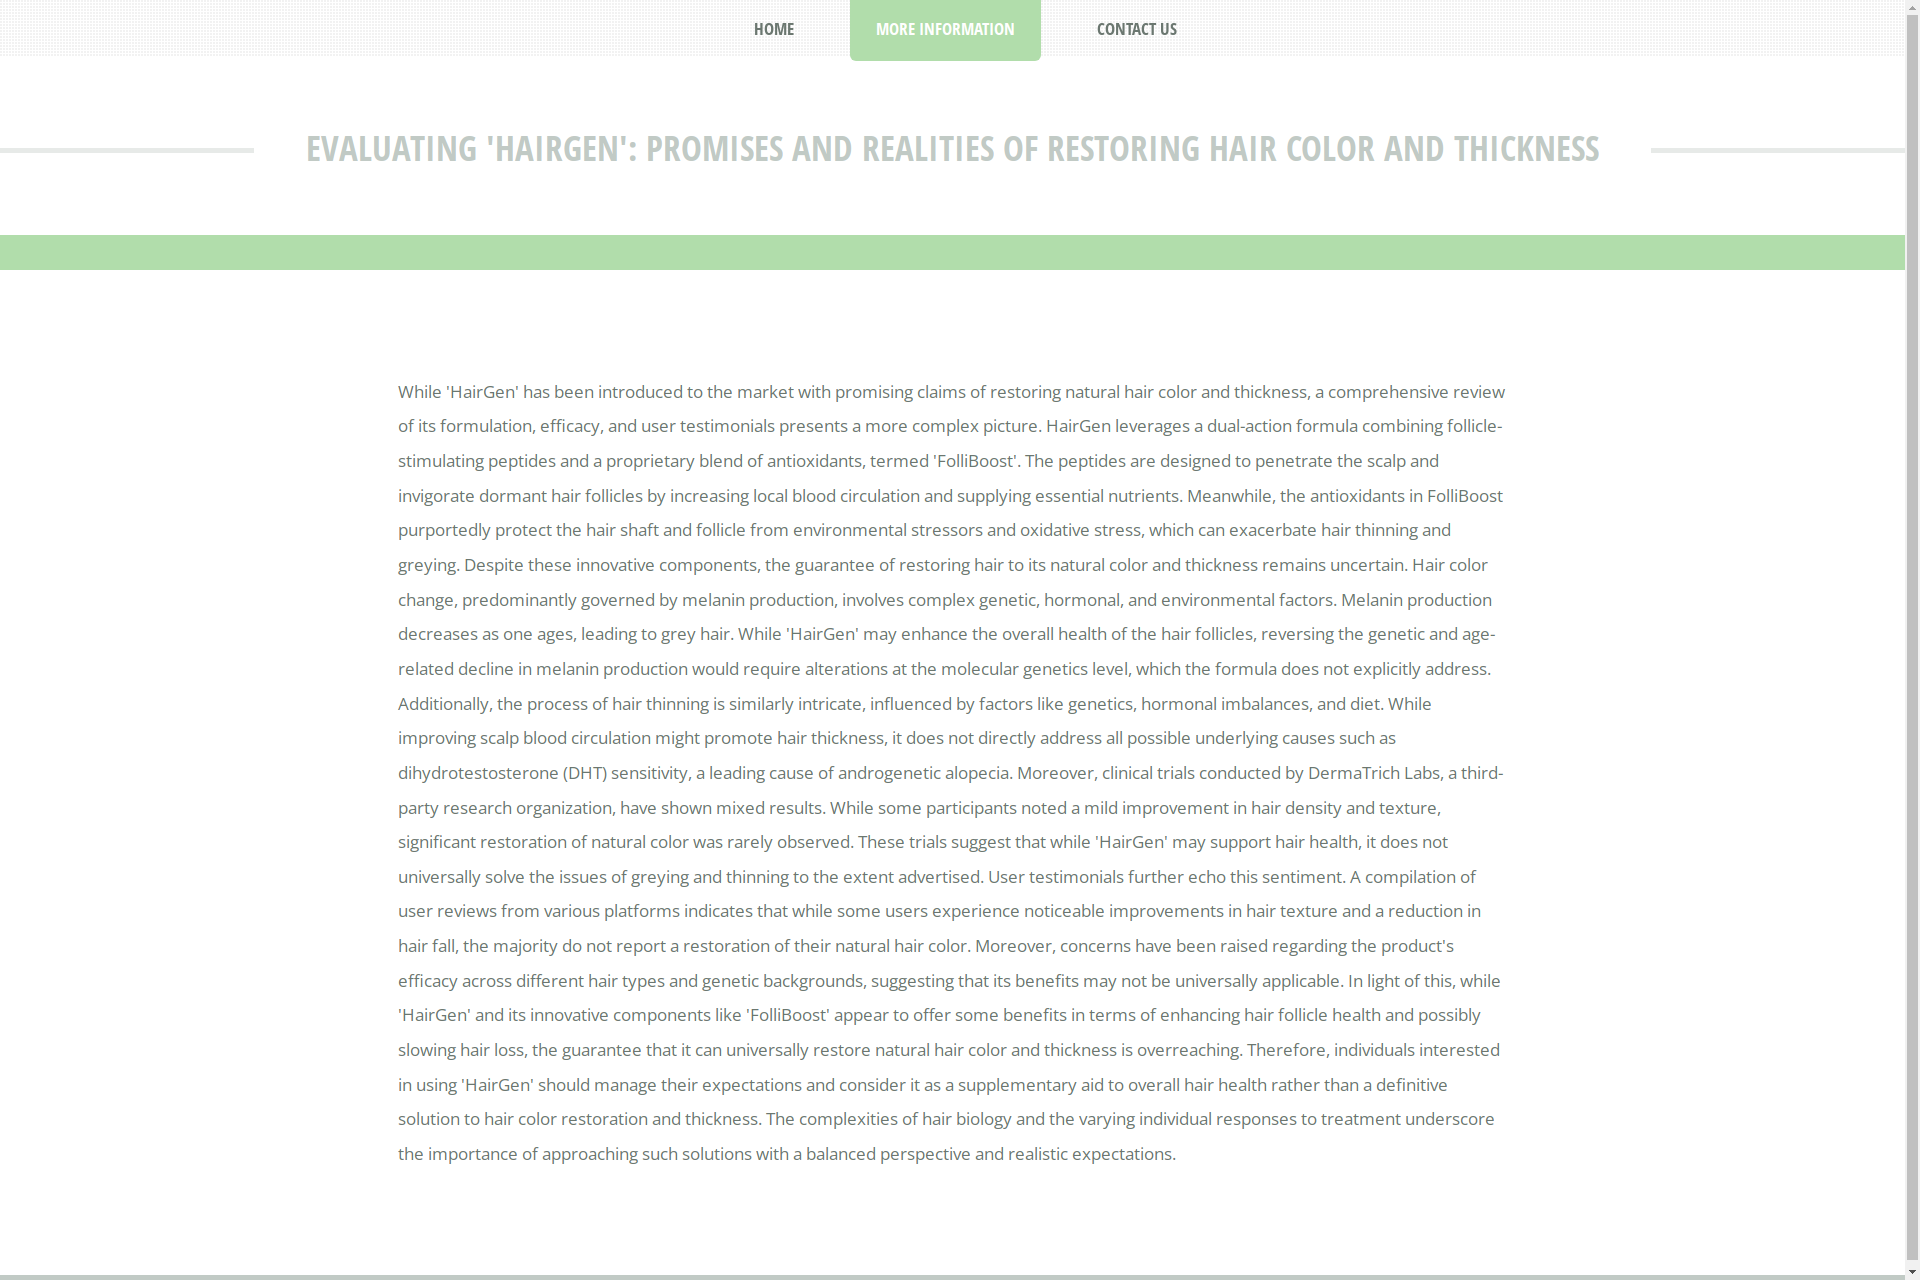 HOME MORE INFORMATION CONTACT US
EVALUATING 'HAIRGEN': PROMISES AND REALITIES OF RESTORING HAIR COLOR AND THICKNESS
While 'HairGen' has been introduced to the market with promising claims of restoring natural hair color and thickness, a comprehensive review
of its formulation, efficacy, and user testimonials presents a more complex picture. HairGen leverages a dual-action formula combining follicle-
stimulating peptides and a proprietary blend of antioxidants, termed 'FolliBoost'. The peptides are designed to penetrate the scalp and
invigorate dormant hair follicles by increasing local blood circulation and supplying essential nutrients. Meanwhile, the antioxidants in FolliBoost
purportedly protect the hair shaft and follicle from environmental stressors and oxidative stress, which can exacerbate hair thinning and
greying. Despite these innovative components, the guarantee of restoring hair to its natural color and thickness remains uncertain. Hair color
change, predominantly governed by melanin production, involves complex genetic, hormonal, and environmental factors. Melanin production
decreases as one ages, leading to grey hair. While 'HairGen' may enhance the overall health of the hair follicles, reversing the genetic and age-
related decline in melanin production would require alterations at the molecular genetics level, which the formula does not explicitly address.
Additionally, the process of hair thinning is similarly intricate, influenced by factors like genetics, hormonal imbalances, and diet. While
improving scalp blood circulation might promote hair thickness, it does not directly address all possible underlying causes such as
dihydrotestosterone (DHT) sensitivity, a leading cause of androgenetic alopecia. Moreover, clinical trials conducted by DermaTrich Labs, a third-
party research organization, have shown mixed results. While some participants noted a mild improvement in hair density and texture,
significant restoration of natural color was rarely observed. These trials suggest that while 'HairGen' may support hair health, it does not
universally solve the issues of greying and thinning to the extent advertised. User testimonials further echo this sentiment. A compilation of
user reviews from various platforms indicates that while some users experience noticeable improvements in hair texture and a reduction in
hair fall, the majority do not report a restoration of their natural hair color. Moreover, concerns have been raised regarding the product's
efficacy across different hair types and genetic backgrounds, suggesting that its benefits may not be universally applicable. In light of this, while
'HairGen' and its innovative components like 'FolliBoost' appear to offer some benefits in terms of enhancing hair follicle health and possibly
slowing hair loss, the guarantee that it can universally restore natural hair color and thickness is overreaching. Therefore, individuals interested
in using 'HairGen' should manage their expectations and consider it as a supplementary aid to overall hair health rather than a definitive
solution to hair color restoration and thickness. The complexities of hair biology and the varying individual responses to treatment underscore
the importance of approaching such solutions with a balanced perspective and realistic expectations.